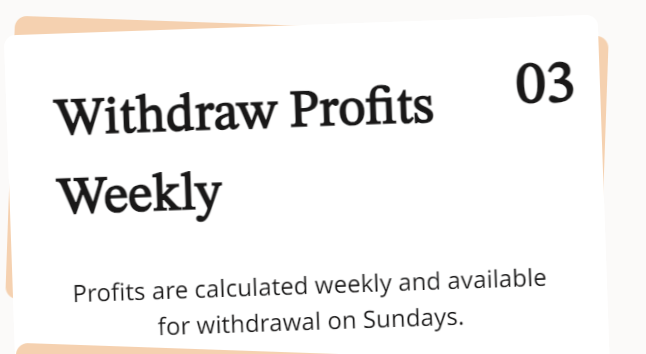 03
Withdraw Profits
Weekly
Profits are calculated weekly and available
for withdrawal on Sundays.